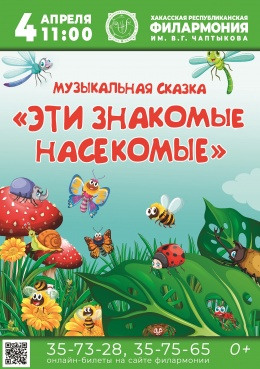 4 АПРЕЛЯ
11:00
ХАКАССКАЯ РЕСПУБЛИКАНСКАЯ
ФИЛАРМОНИЯ
ИМ. В.Г. ЧАПТЫКОВА
МУЗЫКАЛЬНАЯ СКАЗКА
«ЭТИ ЗНАКОМЫЕ
НАСЕКОМЫЕ»
35-73-28, 35-75-65
онлайн-билеты на сайте филармонии
0+